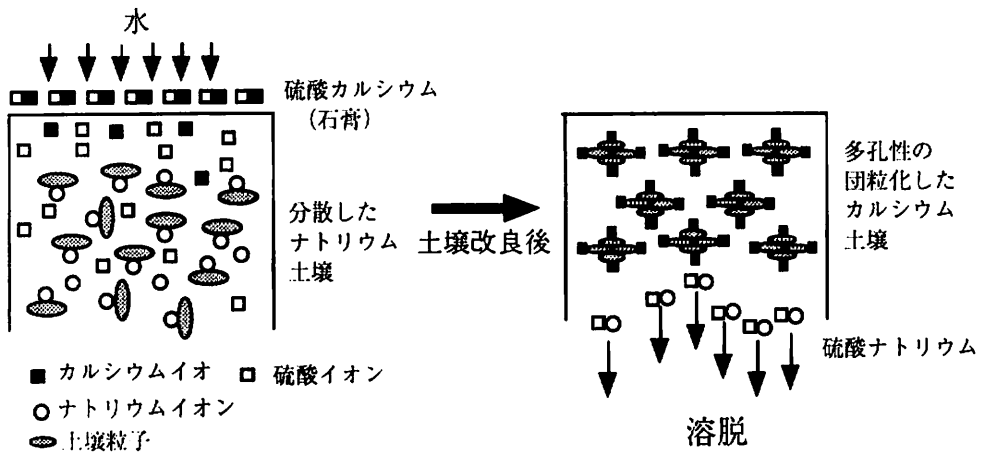 水
硫酸カルシウム
(石膏)
分散した
ナトリウム
土壌
土壌改良後
多孔性の
団粒化した
カルシウム
土壌
硫酸ナトリウム
溶脱
カルシウムイオ
硫酸イオン
ナトリウムイオン
土壌粒子